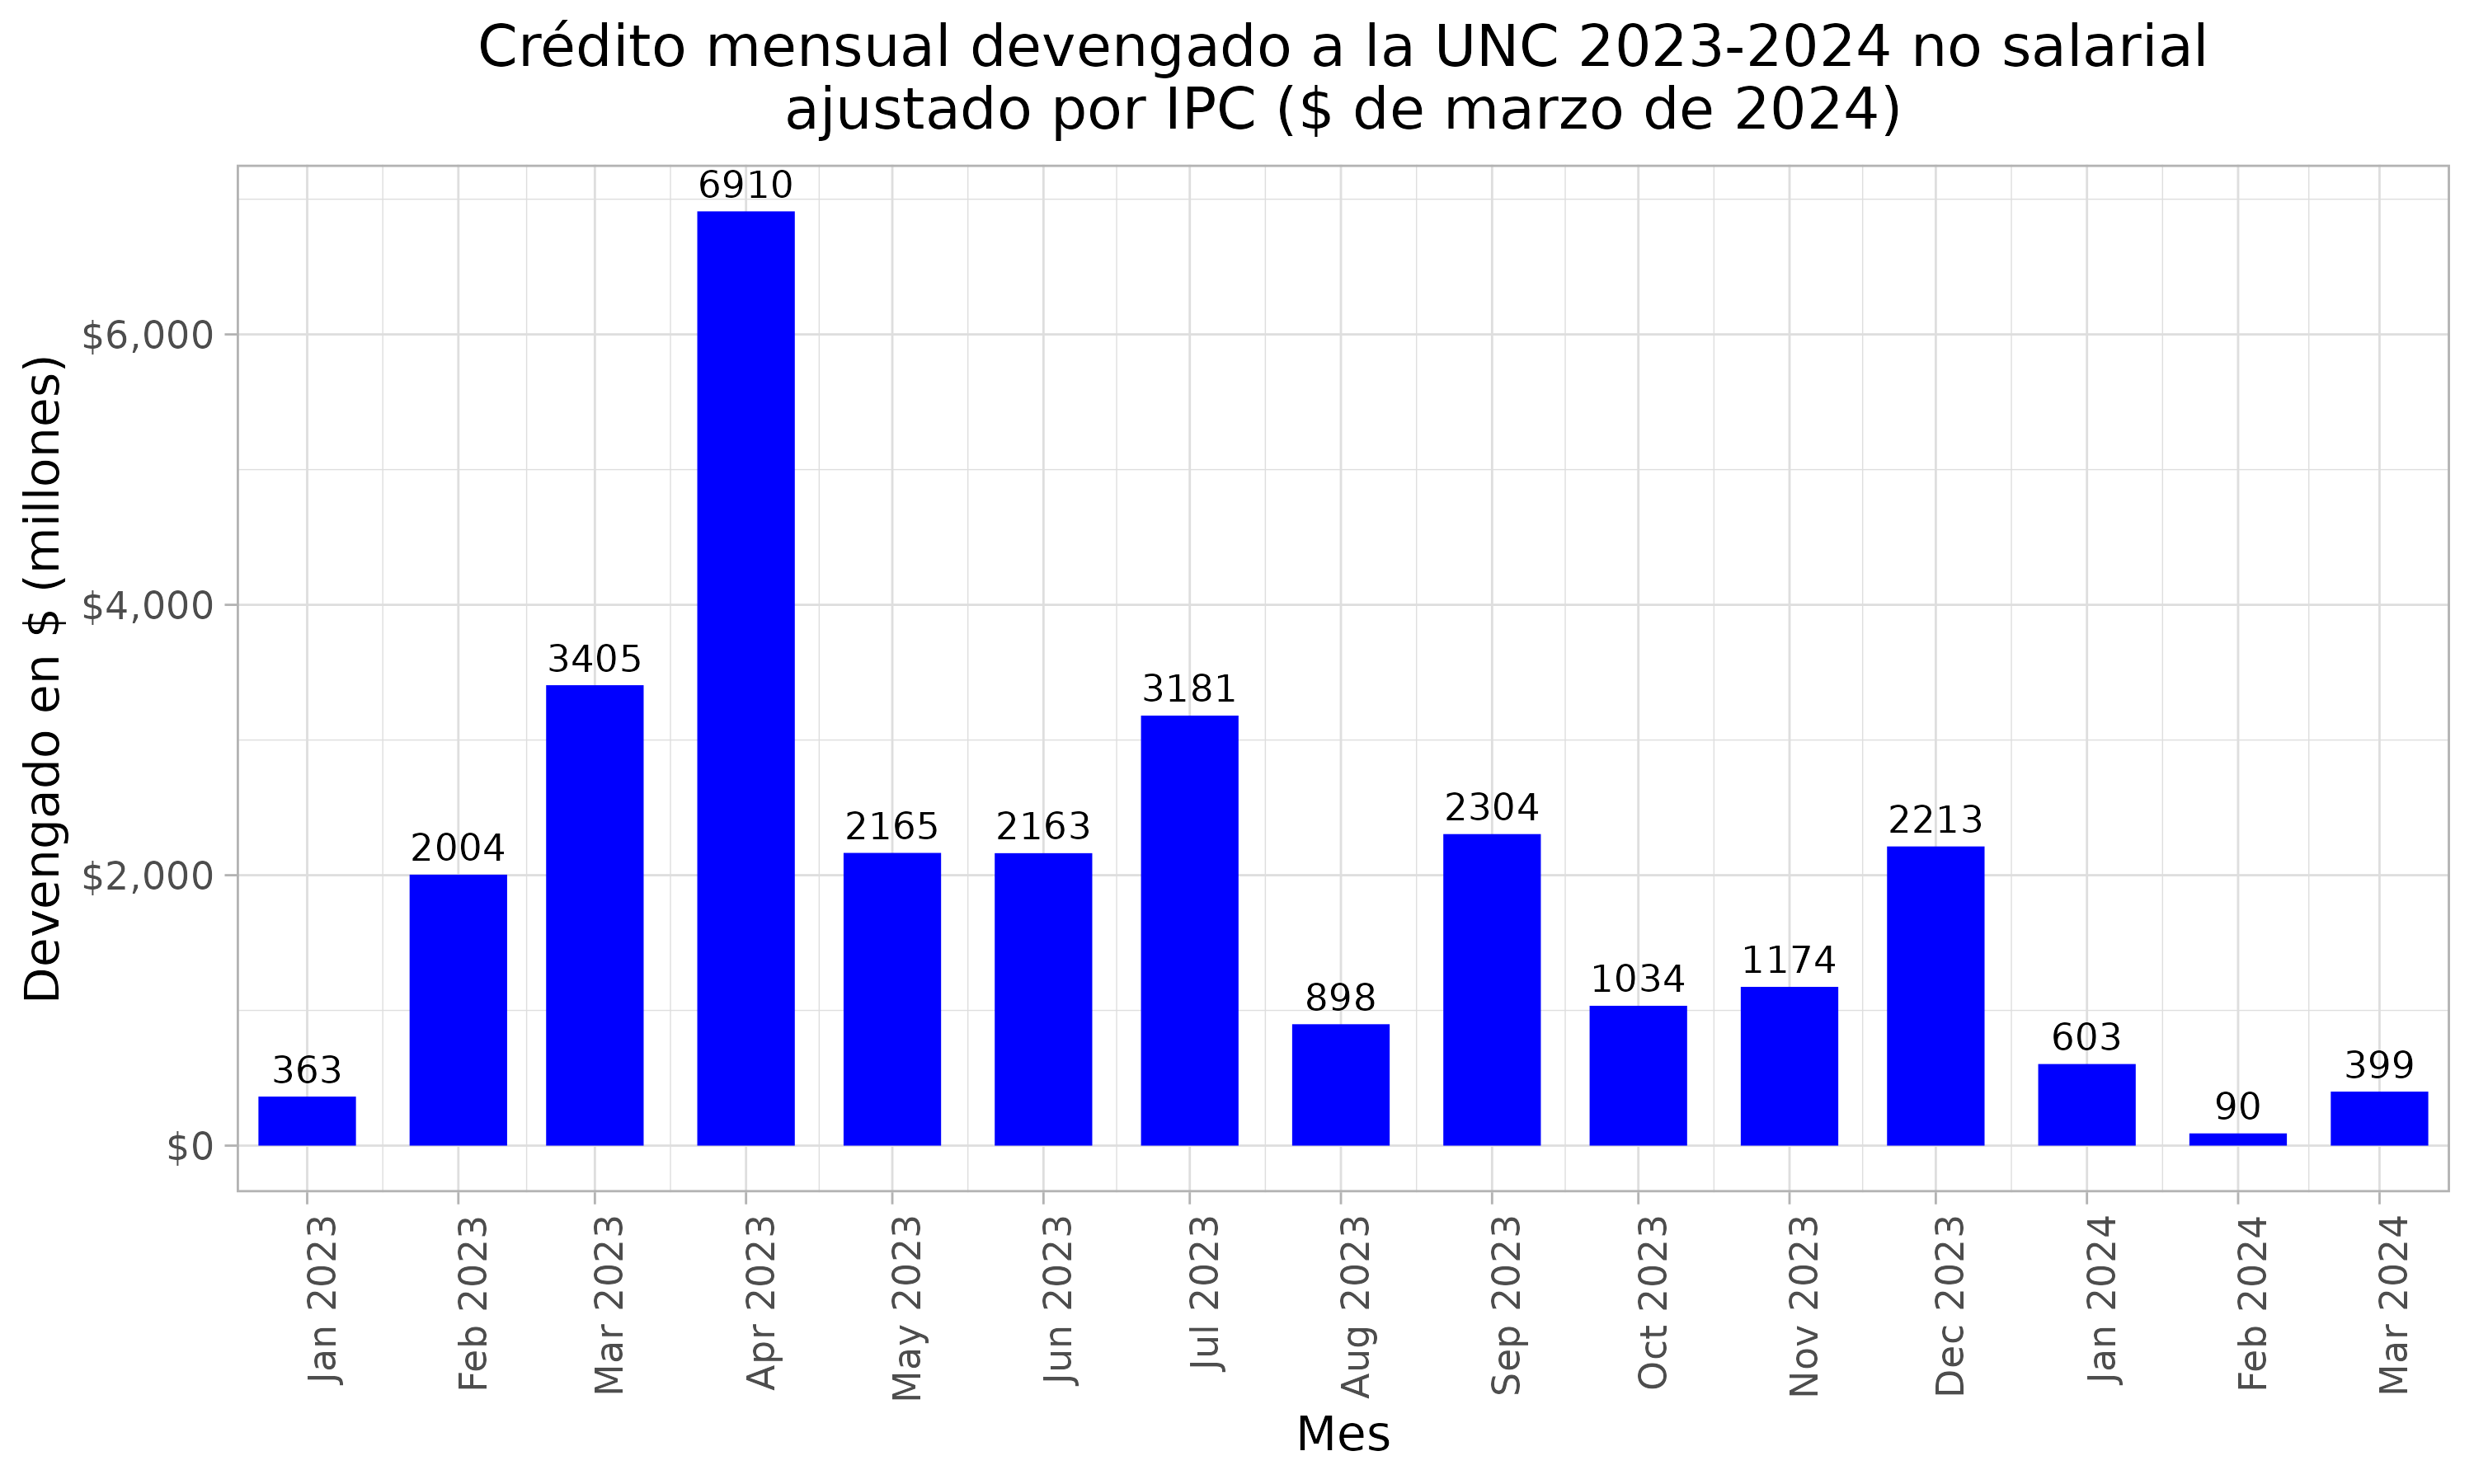 Crédito mensual devengado a la UNC 2023-2024 no salarial
ajustado por IPC ($ de marzo de 2024)
Devengado en $ (millones)
$6,000
$4,000
$2,000
$0
363
2004
3405
6910
2165
2163
3181
898
2304
1034
1174
2213
603
90
399
Jan 2023
Feb 2023
Mar 2023
Apr 2023
May 2023
Jun 2023
Jul 2023
Aug 2023
Sep 2023
Oct 2023
Nov 2023
Dec 2023
Jan 2024
Feb 2024
Mar 2024
Mes